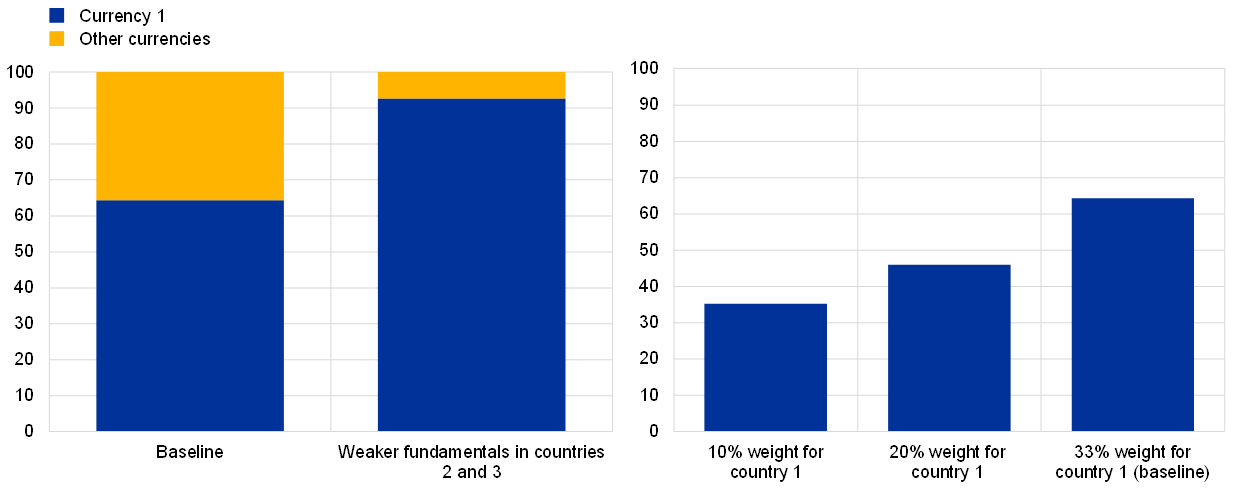 Currency 1
Other currencies
100
90
80
70
60
50
40
30
20
10
0
Baseline
Weaker fundamentals in countries
2 and 3
100
90
80
70
60
50
40
30
20
10
0
10% weight for
country 1
20% weight for
country 1
33% weight for
country 1 (baseline)